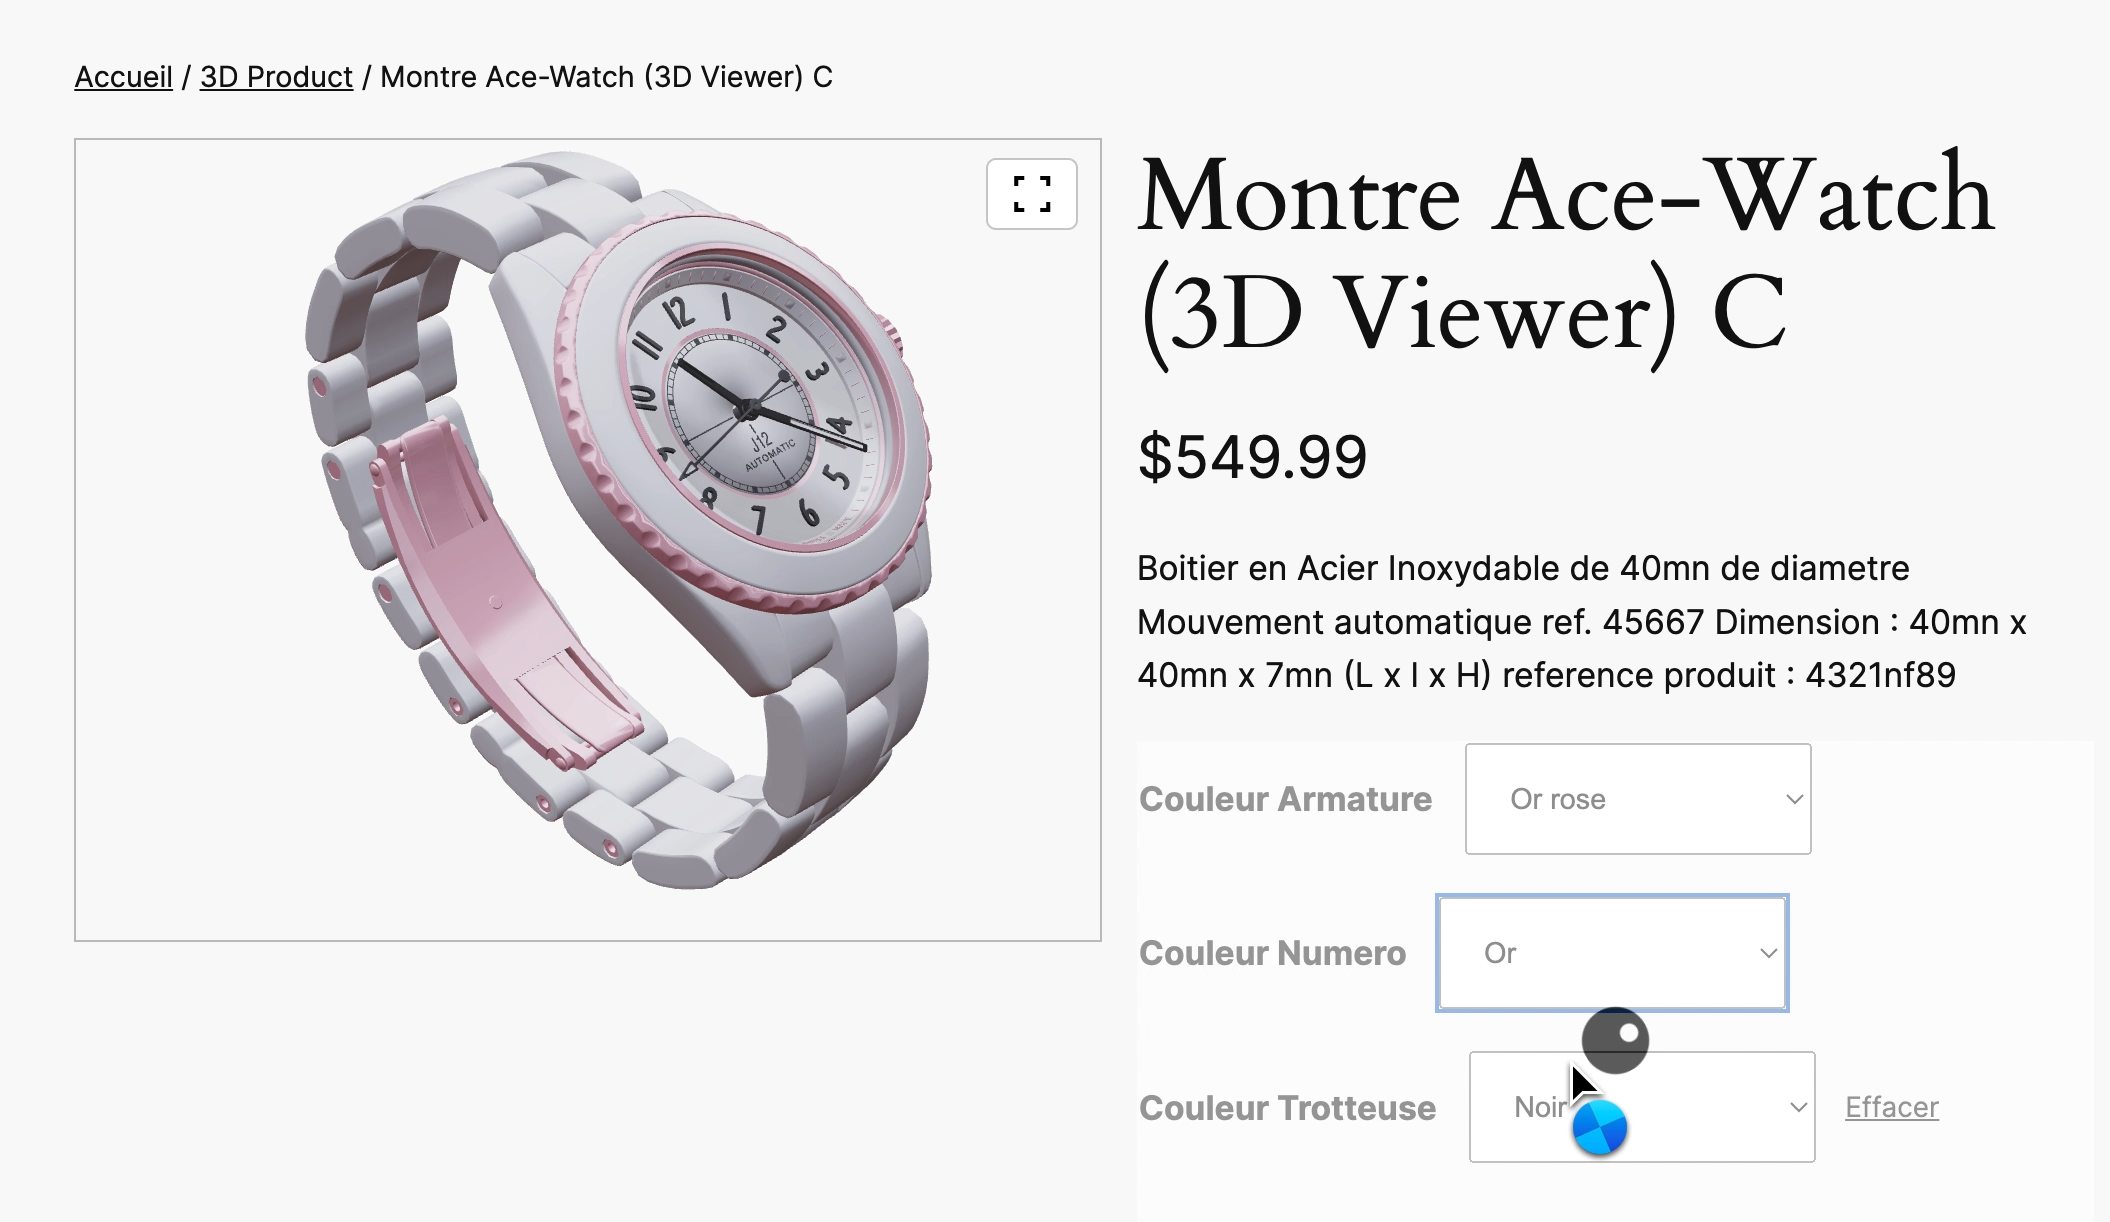 Accueil / 3D Product / Montre Ace-Watch (3D Viewer) C
12 1 2 3 4 5 6 7 8 9 10 11
J12
AUTOMATIC
Montre Ace-Watch
(3D Viewer) C
$549.99
Boitier en Acier Inoxydable de 40mn de diametre
Mouvement automatique ref. 45667 Dimension : 40mn x
40mn x 7mn (L x l x H) reference produit : 4321nf89
Couleur Armature Or rose
Couleur Numero Or
Couleur Trotteuse Noir Effacer